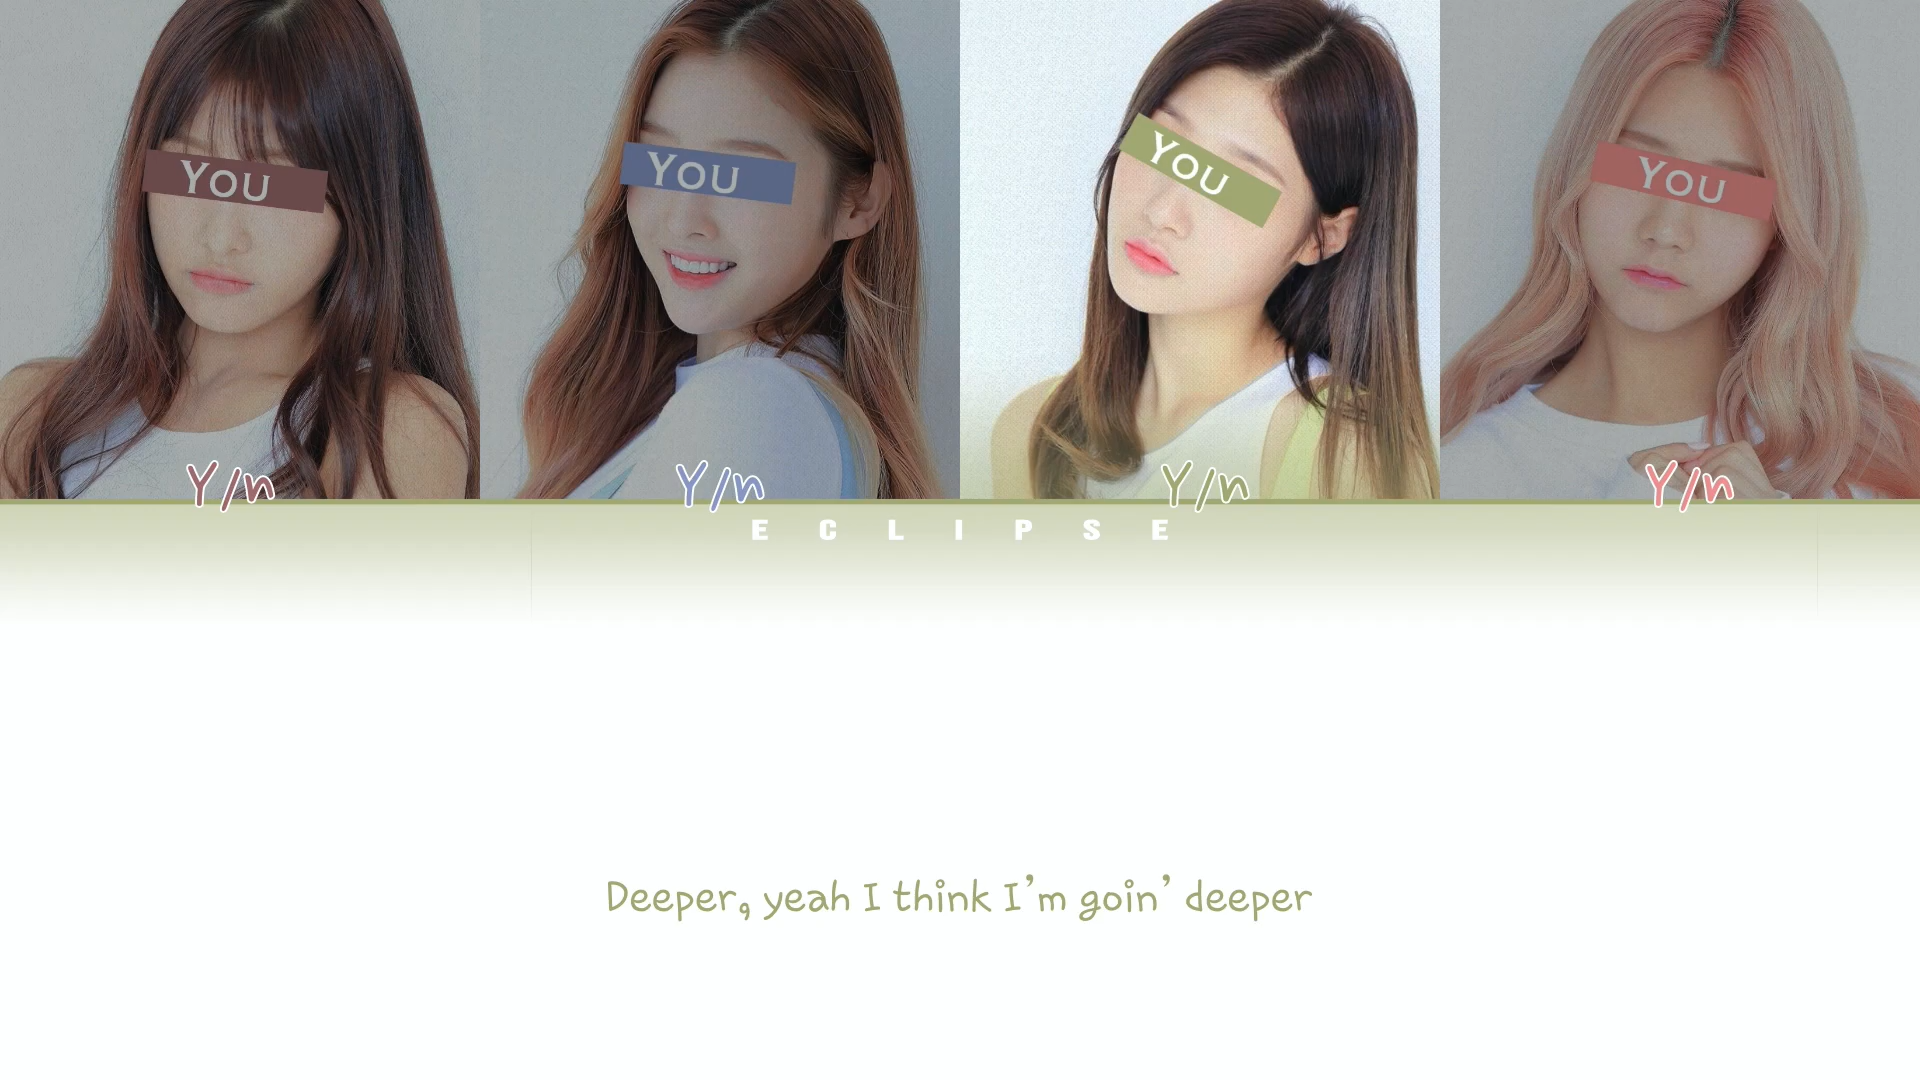 YOU YOU YOU YOU
Y/n Y/n Y/n Y/n
ECLIPSE
Deeper, yeah I think I'm goin' deeper